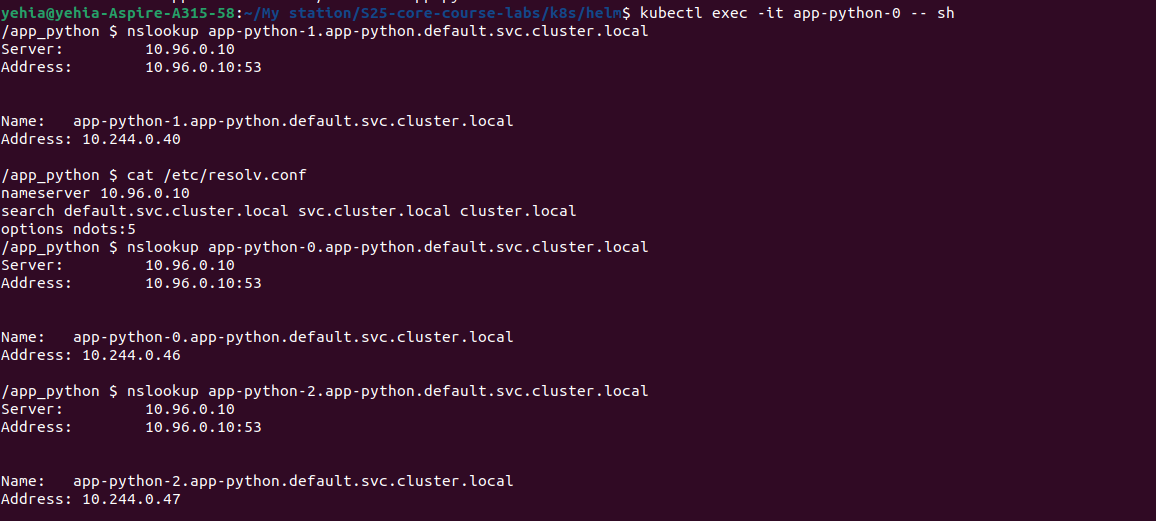 yehia@yehia-Aspire-A315-58:~/My station/S25-core-course-labs/k8s/helm$ kubectl exec -it app-python-0 -- sh
/app_python $ nslookup app-python-1.app-python.default.svc.cluster.local
Server:         10.96.0.10
Address:        10.96.0.10:53
Name:   app-python-1.app-python.default.svc.cluster.local
Address: 10.244.0.40
/app_python $ cat /etc/resolv.conf
nameserver 10.96.0.10
search default.svc.cluster.local svc.cluster.local cluster.local
options ndots:5
/app_python $ nslookup app-python-0.app-python.default.svc.cluster.local
Server:         10.96.0.10
Address:        10.96.0.10:53
Name:   app-python-0.app-python.default.svc.cluster.local
Address: 10.244.0.46
/app_python $ nslookup app-python-2.app-python.default.svc.cluster.local
Server:         10.96.0.10
Address:        10.96.0.10:53
Name:   app-python-2.app-python.default.svc.cluster.local
Address: 10.244.0.47